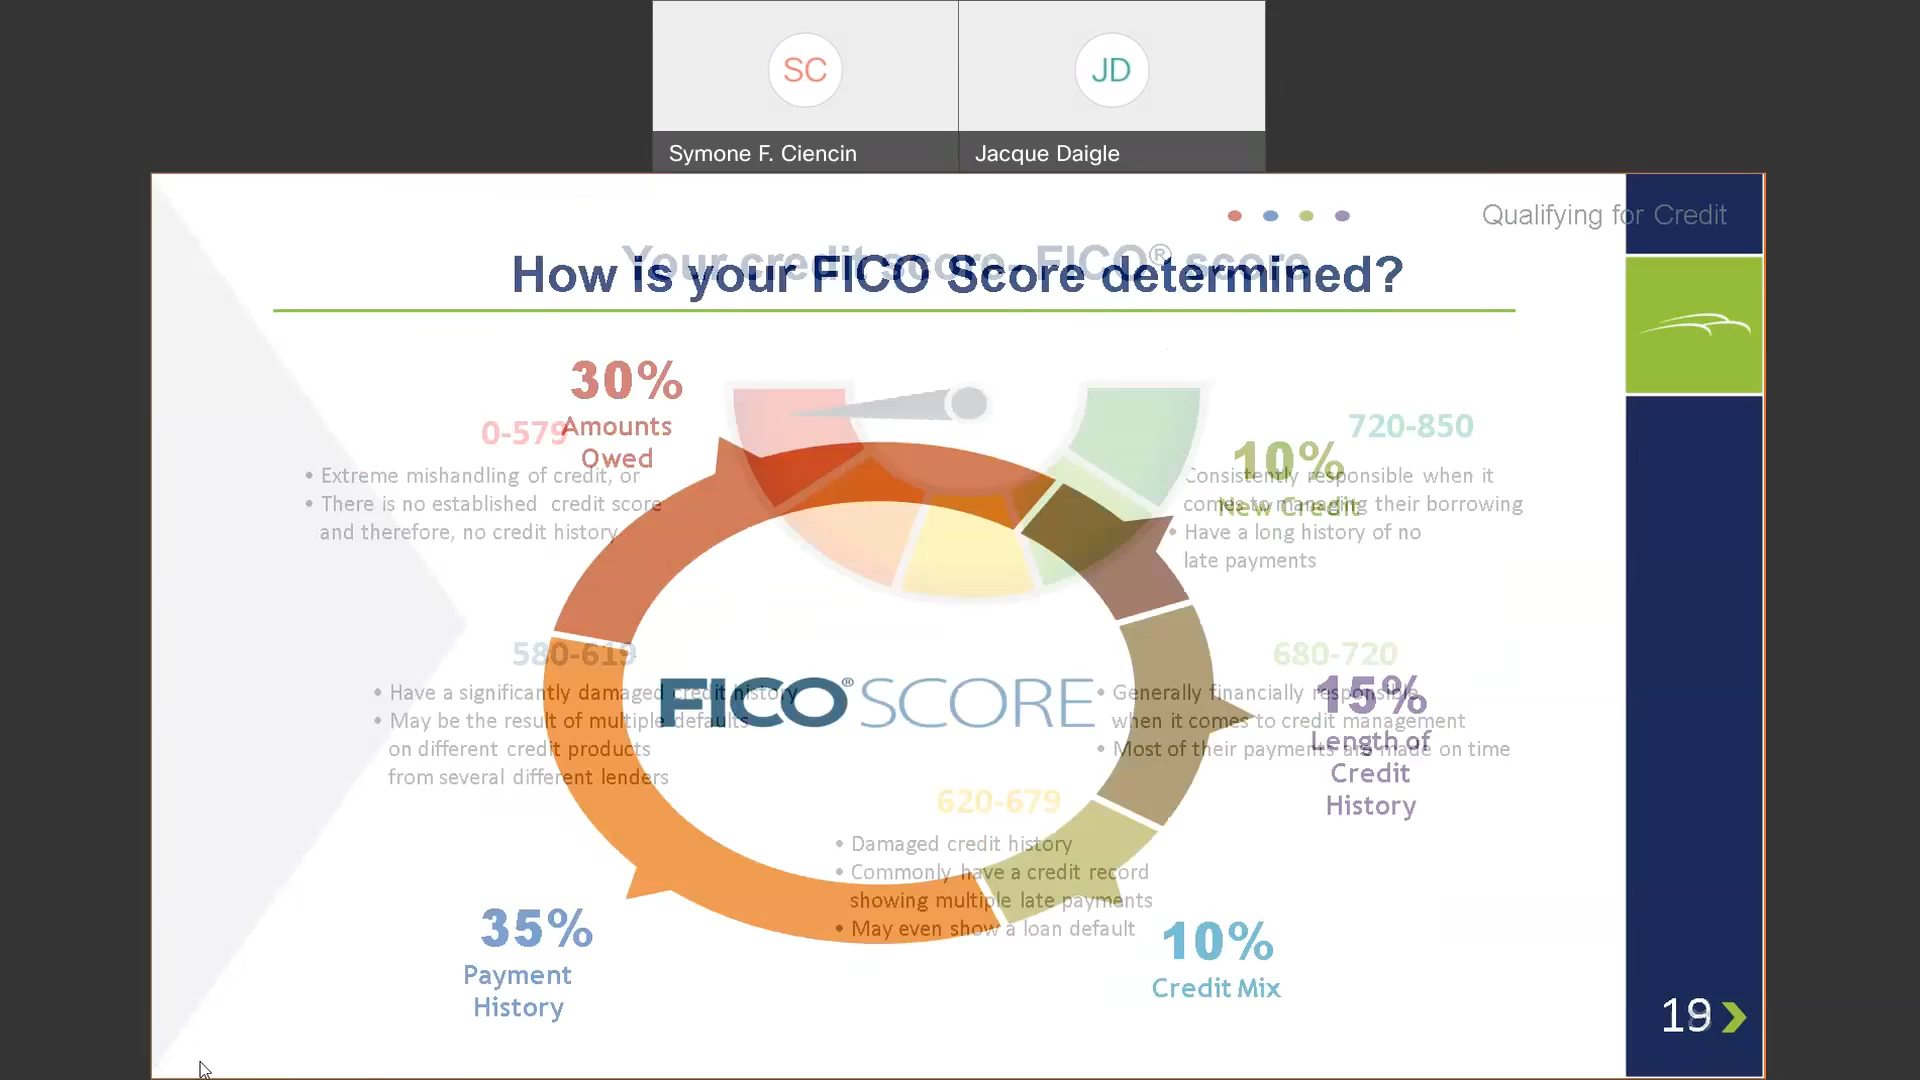 SC
JD
Symone F. Ciencin
Jacque Daigle
Qualifying for Credit
Your credit score- FICO® score
How is your FICO Score determined?
30%
Amounts
Owed
0-579
• Extreme mishandling of credit, or
• There is no established credit score
and therefore, no credit history
720-850
Consistently responsible when it
comes to managing their borrowing
• Have a long history of no
late payments
10%
New Credit
580-619
• Have a significantly damaged credit history
• May be the result of multiple defaults
on different credit products
from several different lenders
FICO® SCORE
680-720
• Generally financially responsible
when it comes to credit management
• Most of their payments are made on time
15%
Length of
Credit
History
620-679
• Damaged credit history
• Commonly have a credit record
showing multiple late payments
• May even show a loan default
35%
Payment
History
10%
Credit Mix
19